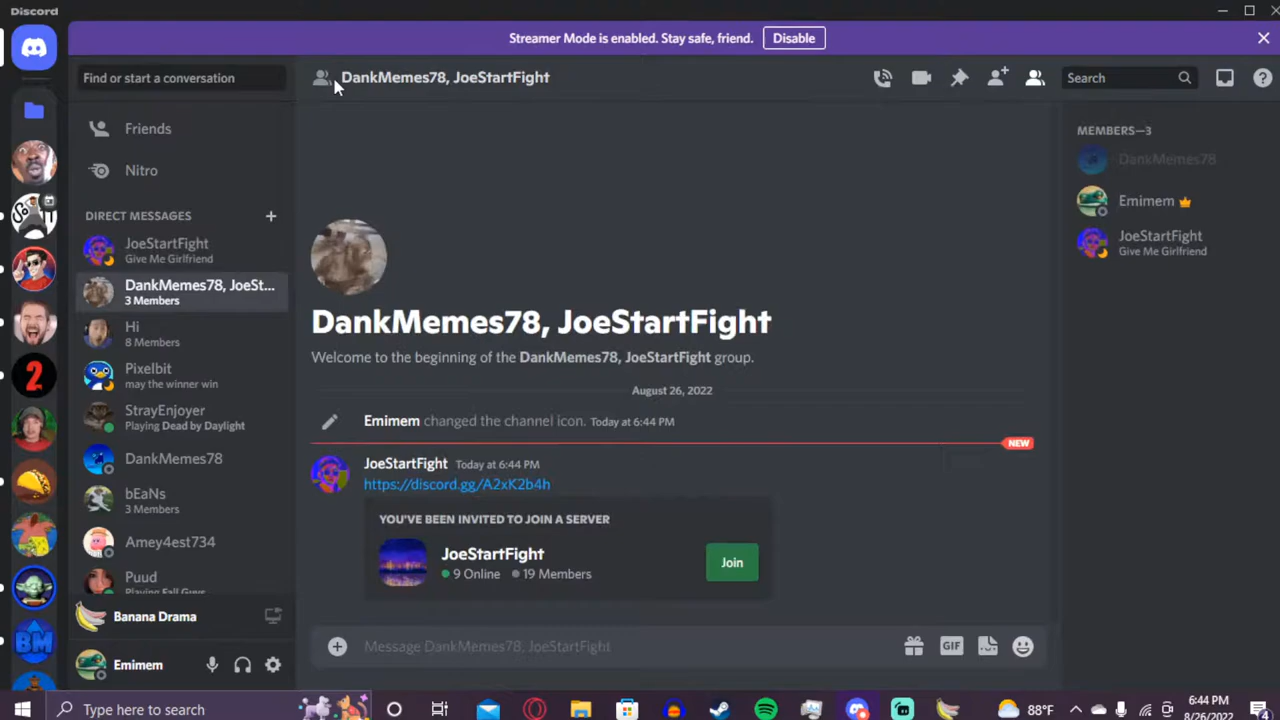 Discord
Streamer Mode is enabled. Stay safe, friend.
Disable
Find or start a conversation
DankMemes78, JoeStartFight
Search
Friends
Nitro
DIRECT MESSAGES
JoeStartFight
Give Me Girlfriend
DankMemes78, JoeSt...
3 Members
Hi
8 Members
Pixelbit
may the winner win
StrayEnjoyer
Playing Dead by Daylight
DankMemes78
bEaNs
3 Members
Amey4est734
Puud
Playing Fall Guys
Banana Drama
Emimem
DankMemes78, JoeStartFight
Welcome to the beginning of the DankMemes78, JoeStartFight group.
August 26, 2022
Emimem changed the channel icon. Today at 6:44 PM
NEW
JoeStartFight Today at 6:44 PM
https://discord.gg/A2xK2b4h
YOU'VE BEEN INVITED TO JOIN A SERVER
JoeStartFight
9 Online 19 Members
Join
Message DankMemes78, JoeStartFight
GIF
MEMBERS—3
DankMemes78
Emimem
JoeStartFight
Give Me Girlfriend
2
BM
Type here to search
88°F
6:44 PM
8/26/2022